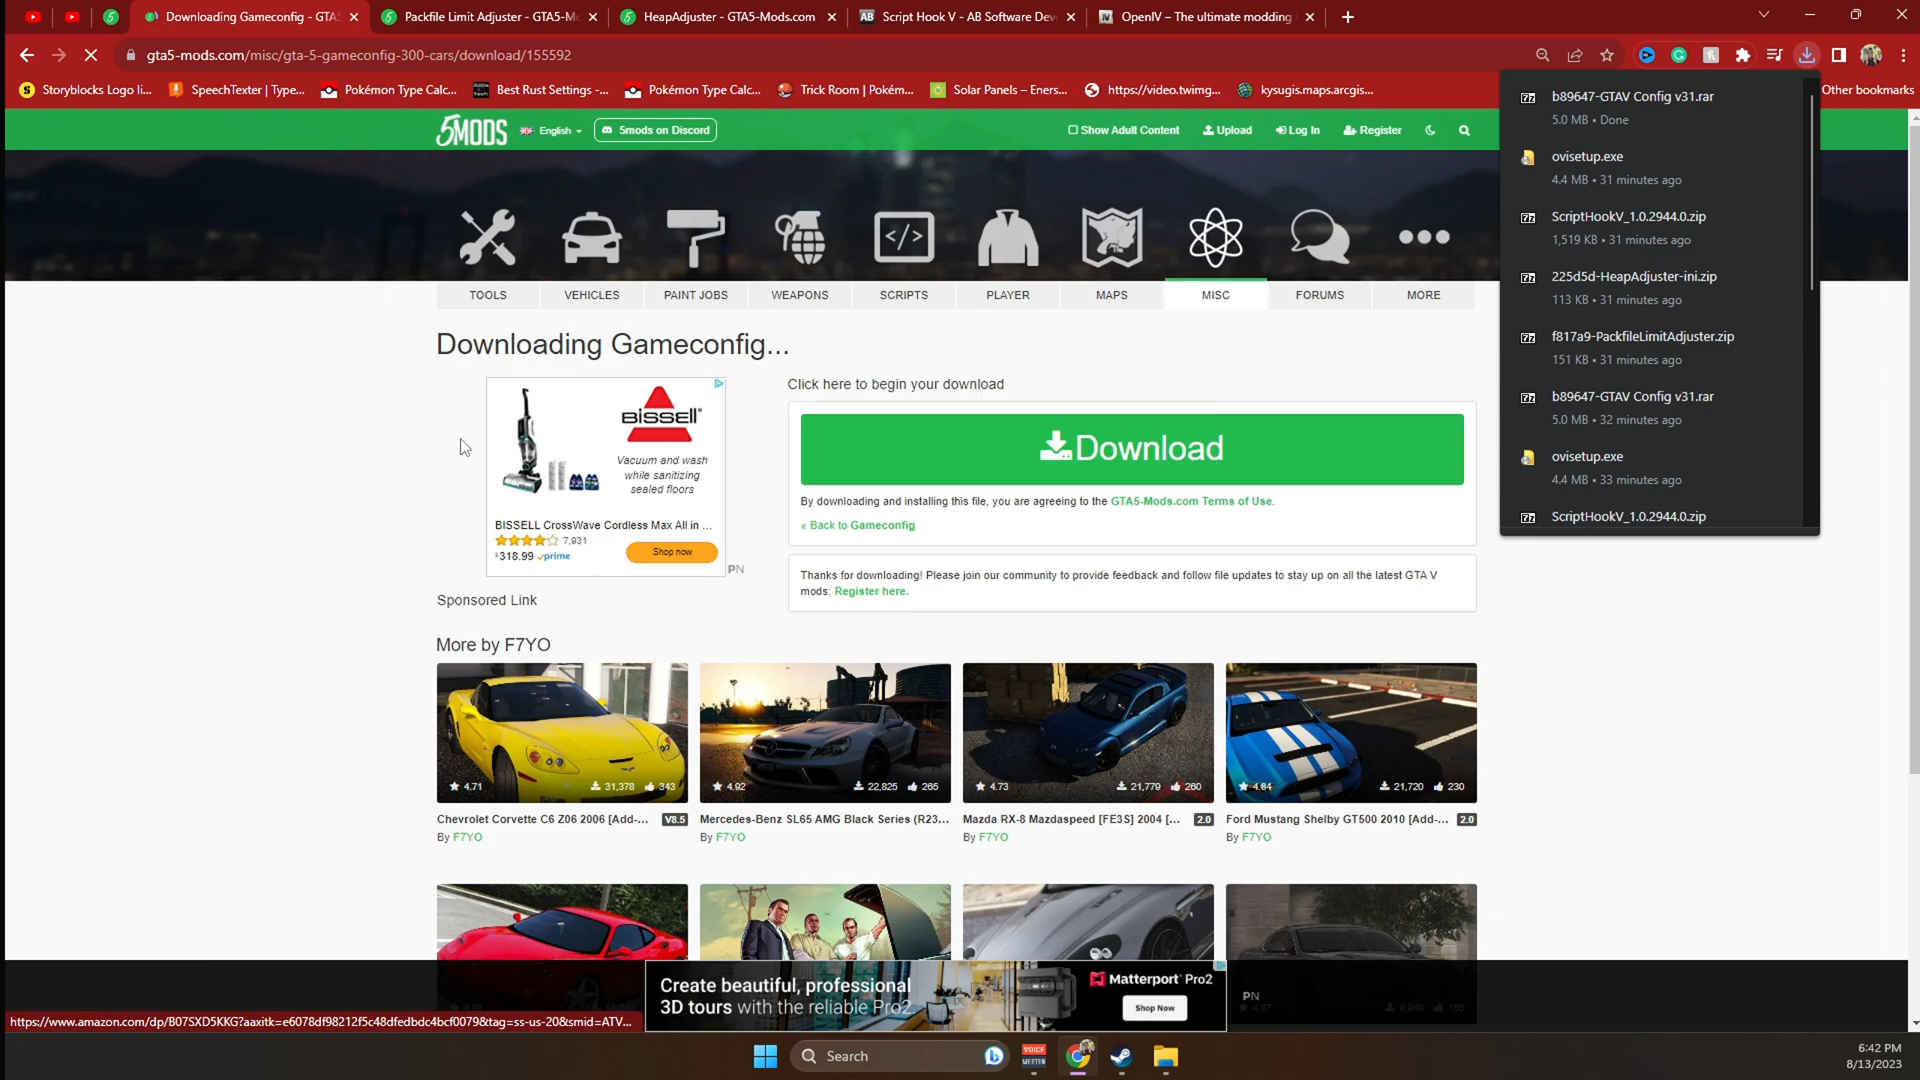 Downloading Gameconfig - GTA
Packfile Limit Adjuster - GTA5-M
HeapAdjuster - GTA5-Mods.com
AB
Script Hook V - AB Software Dev
OpenIV – The ultimate modding
gta5-mods.com/misc/gta-5-gameconfig-300-cars/download/155592
Storyblocks Logo li...
SpeechTexter | Type...
Pokémon Type Calc...
Best Rust Settings -...
Pokémon Type Calc...
Trick Room | Pokém...
Solar Panels – Eners...
https://video.twimg...
kysugis.maps.arcgis...
Other bookmarks
b89647-GTAV Config v31.rar
5.0 MB • Done
ovisetup.exe
4.4 MB • 31 minutes ago
ScriptHookV_1.0.2944.0.zip
1,519 KB • 31 minutes ago
225d5d-HeapAdjuster-ini.zip
113 KB • 31 minutes ago
f817a9-PackfileLimitAdjuster.zip
151 KB • 31 minutes ago
b89647-GTAV Config v31.rar
5.0 MB • 32 minutes ago
ovisetup.exe
4.4 MB • 33 minutes ago
ScriptHookV_1.0.2944.0.zip
5MODS
English
5mods on Discord
Show Adult Content
Upload
Log In
Register
TOOLS
VEHICLES
PAINT JOBS
WEAPONS
SCRIPTS
PLAYER
MAPS
MISC
FORUMS
MORE
Downloading Gameconfig...
BISSELL
Vacuum and wash
while sanitizing
sealed floors
BISSELL CrossWave Cordless Max All in ...
7,931
$318.99 prime
Shop now
PN
Sponsored Link
Click here to begin your download
Download
By downloading and installing this file, you are agreeing to the GTA5-Mods.com Terms of Use.
« Back to Gameconfig
Thanks for downloading! Please join our community to provide feedback and follow file updates to stay up on all the latest GTA V
mods: Register here.
More by F7YO
4.71
31,378
343
4.92
22,825
265
4.73
21,779
260
4.84
21,720
230
Chevrolet Corvette C6 Z06 2006 [Add-...
V8.5
Mercedes-Benz SL65 AMG Black Series (R23...
Mazda RX-8 Mazdaspeed [FE3S] 2004 [...
2.0
Ford Mustang Shelby GT500 2010 [Add-...
2.0
By F7YO
By F7YO
By F7YO
By F7YO
Create beautiful, professional
3D tours with the reliable Pro2.
Matterport Pro2
Shop Now
PN
https://www.amazon.com/dp/B07SXD5KKG?aaxitk=e6078df98212f5c48dfedbdc4bcf0079&tag=ss-us-20&smid=ATV...
Search
VOICE
MEETER
6:42 PM
8/13/2023